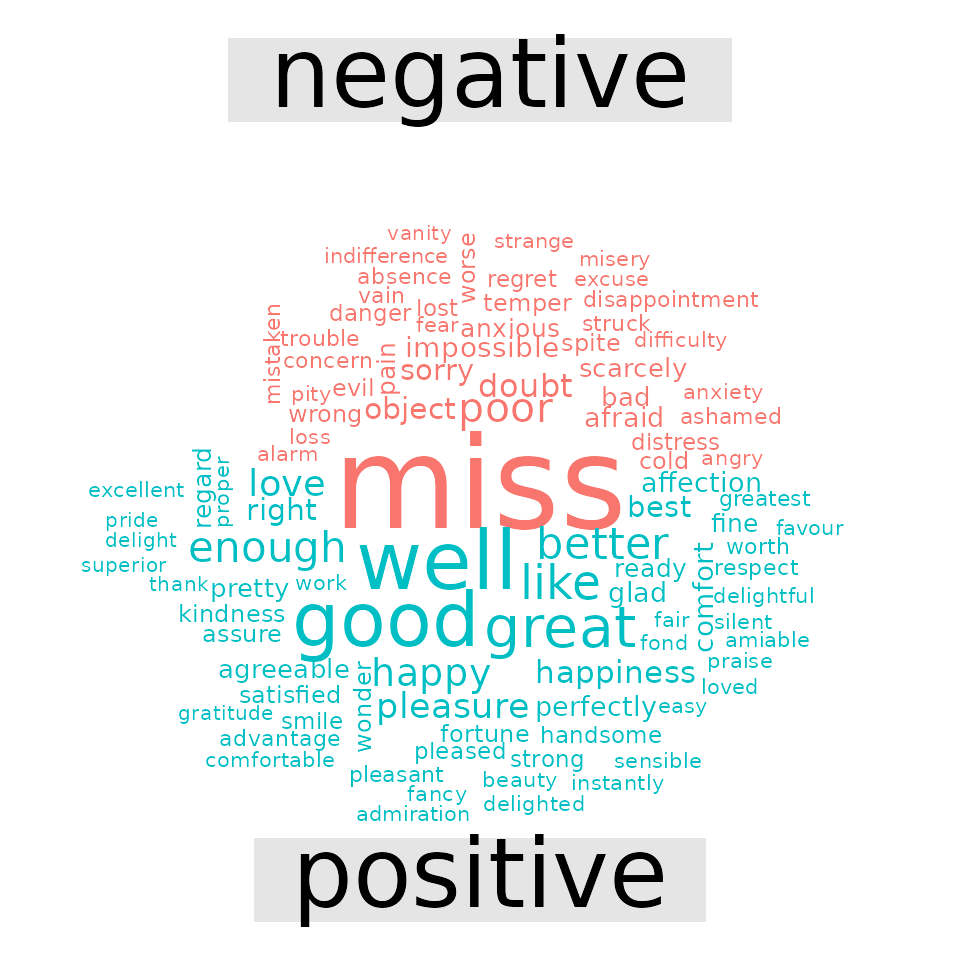 negative
vanity
strange
worse
indifference
misery
absence
regret
excuse
vain
temper
disappointment
danger
lost
mistaken
fear
anxious
struck
trouble
impossible
spite
difficulty
concern
pain
sorry
scarcely
pity
evil
doubt
bad
anxiety
wrong
object
poor
afraid
ashamed
loss
distress
alarm
cold
angry
miss
regard
proper
excellent
love
affection
greatest
pride
right
best
fine
favour
delight
enough
well
better
worth
superior
thank
pretty
work
like
ready
comfort
respect
kindness
good
great
glad
delightful
assure
fair
silent
fond
amiable
agreeable
happy
happiness
praise
satisfied
wonder
loved
gratitude
smile
pleasure
perfectly
easy
advantage
fortune
handsome
comfortable
pleased
strong
sensible
pleasant
beauty
instantly
fancy
delighted
admiration
positive